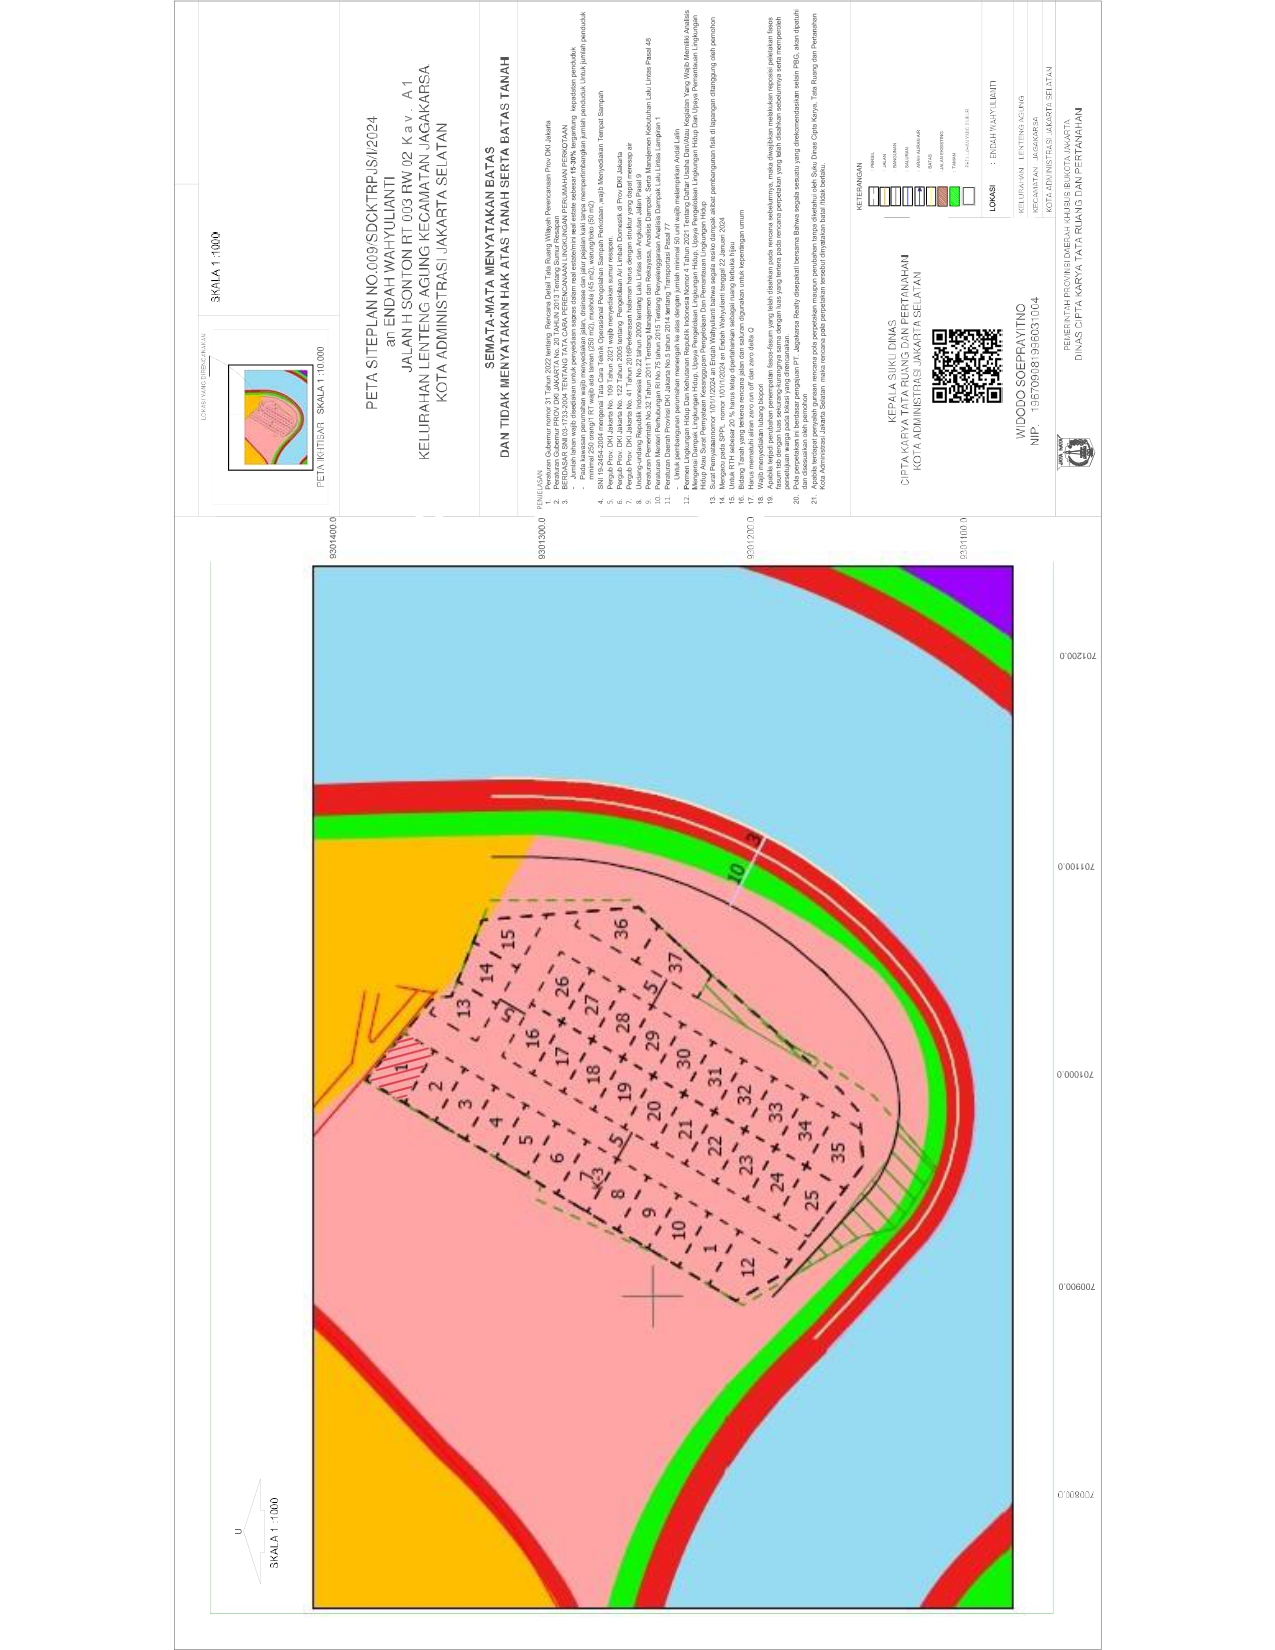 U
SKALA 1 :1000
1
2
3
4
5
6
7
K-3
8
9
10
1
12
13
14
15
5
16
17
18
19
20
21
22
23
24
25
26
27
28
29
30
31
32
33
34
35
36
37
5
5
10
3
9301400.0
9301300.0
9301200.0
9301100.0
700800.0
700900.0
701000.0
701100.0
701200.0
LOKASI YANG DIRENCANAKAN
PETA IKHTISAR SKALA 1 :10.000
SKALA 1 :1000
PETA SITEPLAN NO.009/SDCKTRPJS/I/2024
an ENDAH WAHYULIANTI
JALAN H SONTON RT 003 RW 02 Kav. A1
KELURAHAN LENTENG AGUNG KECAMATAN JAGAKARSA
KOTA ADMINISTRASI JAKARTA SELATAN
SEMATA-MATA MENYATAKAN BATAS
DAN TIDAK MENYATAKAN HAK ATAS TANAH SERTA BATAS TANAH
PENJELASAN
1. Peraturan Gubernur nomor 31 Tahun 2022 tentang Rencana Detail Tata Ruang Wilayah Perencanaan Prov DKI Jakarta
2. Peraturan Gubernur PROV DKI JAKARTA No. 20 TAHUN 2013 Tentang Sumur Resapan
3. BERDASAR SNI 03-1733-2004 TENTANG TATA CARA PERENCANAAN LINGKUNGAN PERUMAHAN PERKOTAAN
- Jumlah lahan wajib disediakan untuk penyediaan sapras dalam real estate/mini real estate sebesar 15-30% tergantung kepadatan penduduk
- Pada kawasan perumahan wajib menyediakan jalan, drainase dan jalur pejalan kaki tanpa mempertimbangkan jumlah penduduk Untuk jumlah penduduk
minimal 250 orang/1 RT wajib ada taman (250 m2), mushola (45 m2), warung/toko (50 m2)
4. SNI 19-2454-2004 mengenai Tata Cara Teknik Operasional Pengolahan Sampah Perkotaan ,wajib Menyediakan Tempat Sampah
5. Pergub Prov. DKI Jakarta No. 109 Tahun 2021 wajib menyediakan sumur resapan.
6. Pergub Prov. DKI Jakarta No. 122 Tahun 2005 tentang Pengelolaan Air Limbah Domestik di Prov DKI Jakarta
7. Pergub Prov. DKI Jakarta No. 41 Tahun 2016Perkerasan halaman harus dengan struktur yang dapat meresap air
8. Undang-undang Republik Indonesia No.22 tahun 2009 tentang Lalu Lintas dan Angkutan Jalan Pasal 9
9. Peraturan Pemerintah No.32 Tahun 2011 Tentang Manajemen dan Rekayasa, Analisis Dampak, Serta Manajemen Kebutuhan Lalu Lintas Pasal 48
10. Peraturan Menteri Perhubungan RI No.75 tahun 2015 Tentang Penyelenggaraan Analisis Dampak Lalu Lintas Lampiran 1
11. Peraturan Daerah Provinsi DKI Jakarta No.5 tahun 2014 tentang Transportasi Pasal 77
- Untuk pembangunan perumahan menengah ke atas dengan jumlah minimal 50 unit wajib melampirkan Andal Lalin
12. Permen Lingkungan Hidup Dan Kehutanan Republik Indonesia Nomor 4 Tahun 2021 Tentang Daftar Usaha Dan/Atau Kegiatan Yang Wajib Memiliki Analisis
Mengenai Dampak Lingkungan Hidup, Upaya Pengelolaan Lingkungan Hidup, Upaya Pengelolaan Lingkungan Hidup Dan Upaya Pemantauan Lingkungan
Hidup Atau Surat Pernyataan Kesanggupan Pengelolaan Dan Pemantauan Lingkungan Hidup
13. Surat Pernyataannomor 1/01/1/2024 an Endah Wahyulianti bahwa segala resiko dampak akibat pembangunan fisik di lapangan ditanggung oleh pemohon
14. Mengacu pada SPPL nomor 1/01/1/2024 an Endah Wahyulianti tanggal 22 Januari 2024
15. Untuk RTH sebesar 20 % harus tetap dipertahankan sebagai ruang terbuka hijau
16. Bidang Tanah yang terkena rencana jalan dan saluran digunakan untuk kepentingan umum
17. Harus mematuhi aliran zero run off dan zero delta Q
18. Wajib menyediakan lubang biopori
19. Apabila terjadi perubahan penempatan fasos-fasum yang telah disahkan pada rencana sebelumnya, maka diwajibkan melakukan reposisi peletakan fasos
fasum tsb dengan luas sekurang-kurangnya sama dengan luas yang tertera pada rencana perpetakan yang telah disahkan sebelumnya serta memperoleh
persetujuan warga pada lokasi yang direncanakan.
20. Pola perpetakan ini berdasar pengajuan PT. Jagakarsa Realty disepakati bersama Bahwa segala sesuatu yang direkomendasikan selain PBG, akan dipatuhi
dan disesuaikan oleh pemohon
21. Apabila terdapat penyalah gunaan rencana pola perpetakan maupun perubahan tanpa diketahui oleh Suku Dinas Cipta Karya, Tata Ruang dan Pertanahan
Kota Administrasi Jakarta Selatan maka rencana pola perpetakan tersebut dinyatakan batal /tidak berlaku.
KEPALA SUKU DINAS
CIPTA KARYA TATA RUANG DAN PERTANAHAN
KOTA ADMINISTRASI JAKARTA SELATAN
WIDODO SOEPRAYITNO
NIP. 196709081996031004
KETERANGAN
: PERSIL
: JALAN
: BANGUNAN
: SALURAN
: ARAH ALIRAN AIR
: BATAS
: JALAN EKSISTING
: TAMAN
LOKASI : ENDAH WAHYULIANTI
KELURAHAN : LENTENG AGUNG
KECAMATAN : JAGAKARSA
KOTA ADMINISTRASI JAKARTA SELATAN
JAYA RAYA
PEMERINTAH PROVINSI DAERAH KHUSUS IBUKOTA JAKARTA
DINAS CIPTA KARYA TATA RUANG DAN PERTANAHAN